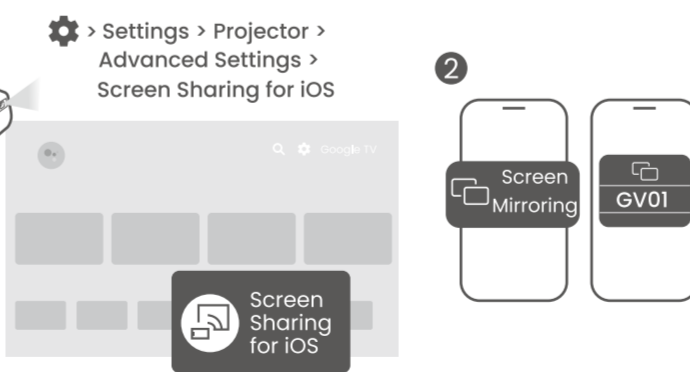 > Settings > Projector >
Advanced Settings >
Screen Sharing for iOS
Google TV
Screen
Sharing
for iOS
2
Screen
Mirroring
GV01